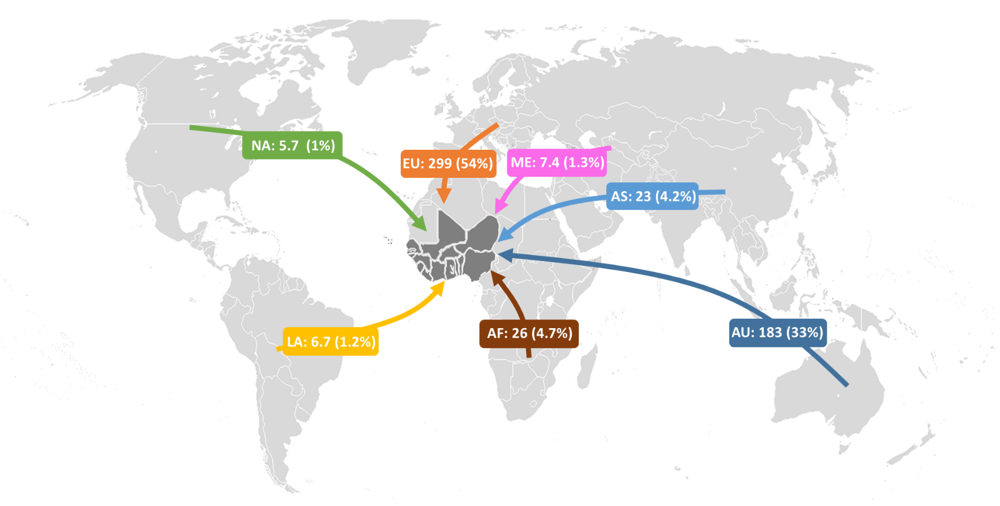 NA: 5.7 (1%)
EU: 299 (54%)
ME: 7.4 (1.3%)
AS: 23 (4.2%)
LA: 6.7 (1.2%)
AF: 26 (4.7%)
AU: 183 (33%)